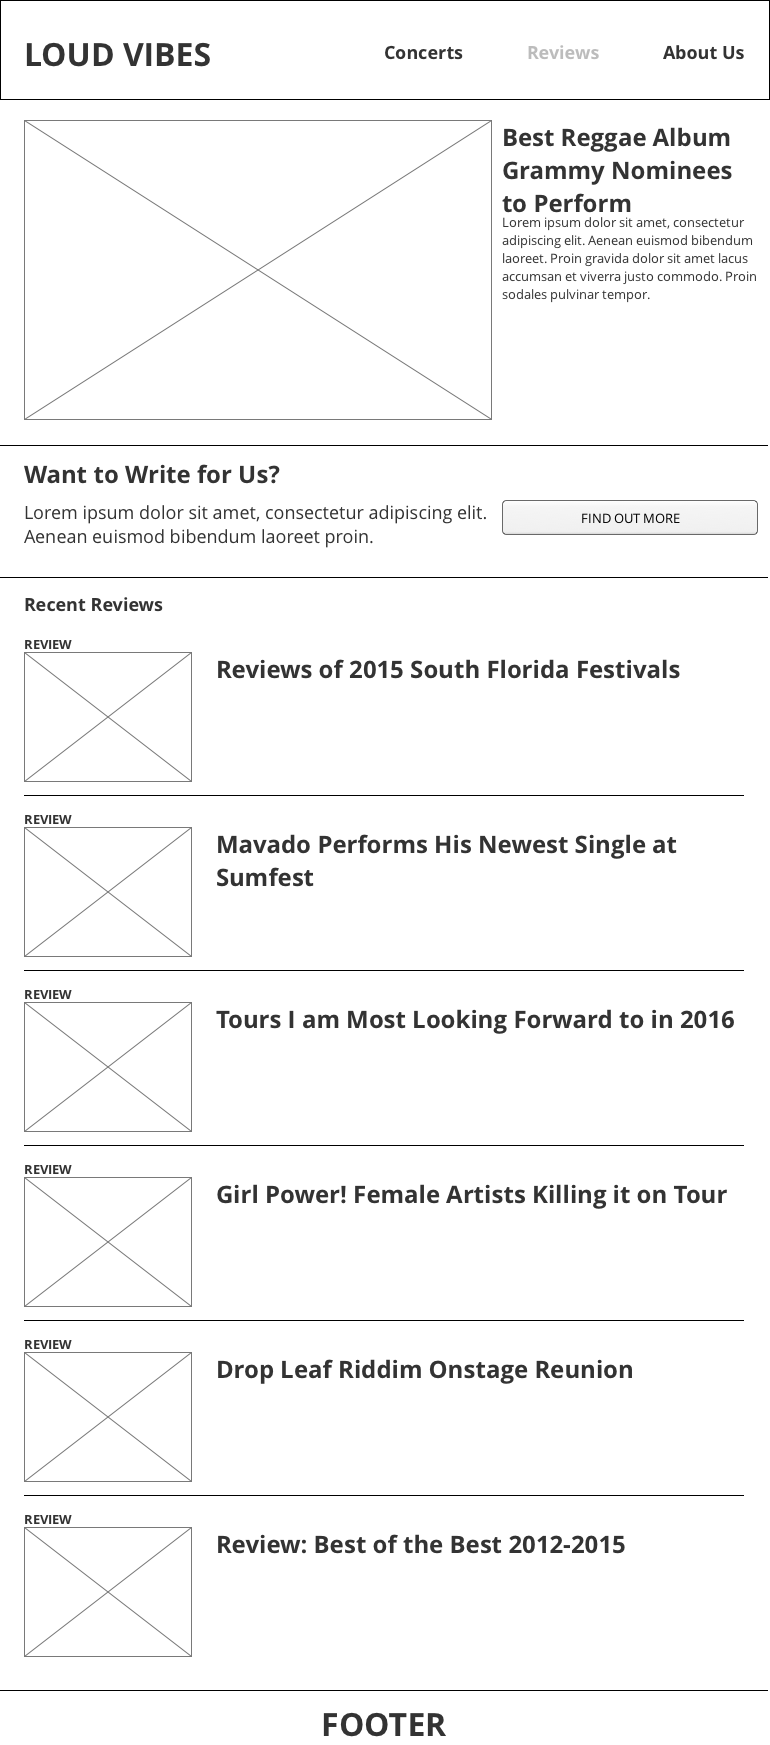 LOUD VIBES
Concerts
Reviews
About Us
Best Reggae Album
Grammy Nominees
to Perform
Lorem ipsum dolor sit amet, consectetur
adipiscing elit. Aenean euismod bibendum
laoreet. Proin gravida dolor sit amet lacus
accumsan et viverra justo commodo. Proin
sodales pulvinar tempor.
Want to Write for Us?
Lorem ipsum dolor sit amet, consectetur adipiscing elit.
Aenean euismod bibendum laoreet proin.
FIND OUT MORE
Recent Reviews
REVIEW
Reviews of 2015 South Florida Festivals
REVIEW
Mavado Performs His Newest Single at
Sumfest
REVIEW
Tours I am Most Looking Forward to in 2016
REVIEW
Girl Power! Female Artists Killing it on Tour
REVIEW
Drop Leaf Riddim Onstage Reunion
REVIEW
Review: Best of the Best 2012-2015
FOOTER